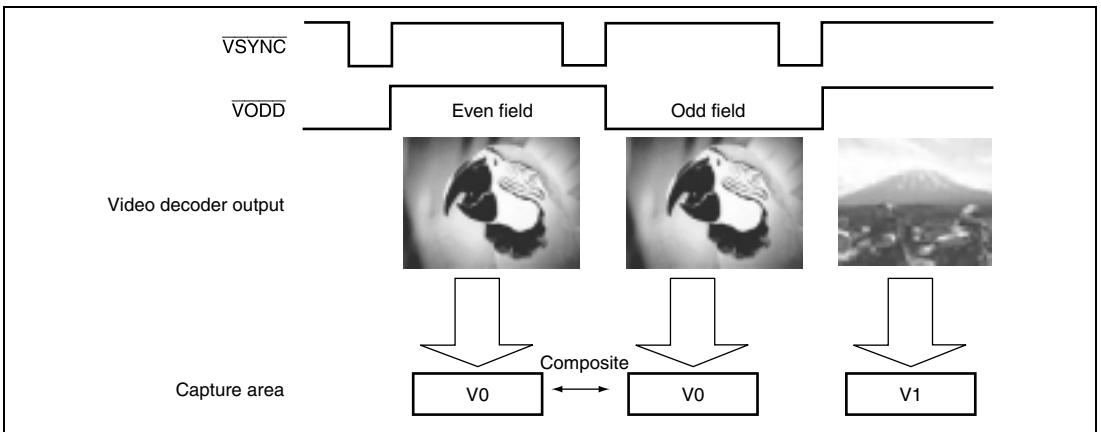 VSYNC
VODD
Even field
Odd field
Video decoder output
Composite
Capture area
V0
V0
V1